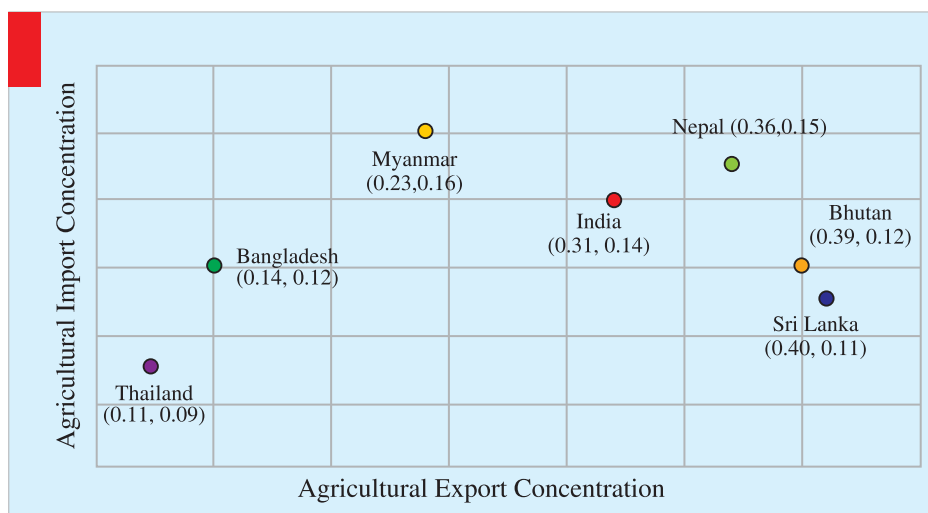 Agricultural Import Concentration
Nepal (0.36,0.15)
Myanmar
(0.23,0.16)
India
(0.31, 0.14)
Bhutan
(0.39, 0.12)
Bangladesh
(0.14, 0.12)
Sri Lanka
(0.40, 0.11)
Thailand
(0.11, 0.09)
Agricultural Export Concentration